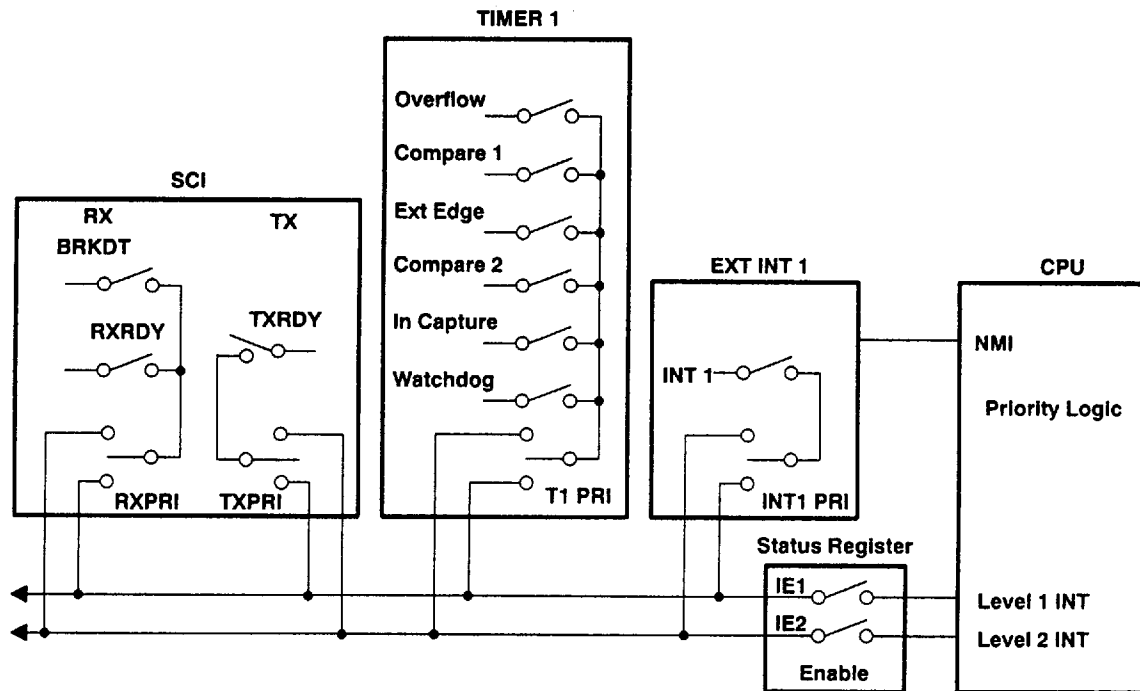 TIMER 1
Overflow
Compare 1
Ext Edge
Compare 2
In Capture
Watchdog
T1 PRI
SCI
RX
TX
BRKDT
RXRDY
TXRDY
RXPRI
TXPRI
EXT INT 1
INT 1
INT1 PRI
CPU
NMI
Priority Logic
Level 1 INT
Level 2 INT
Status Register
IE1
IE2
Enable